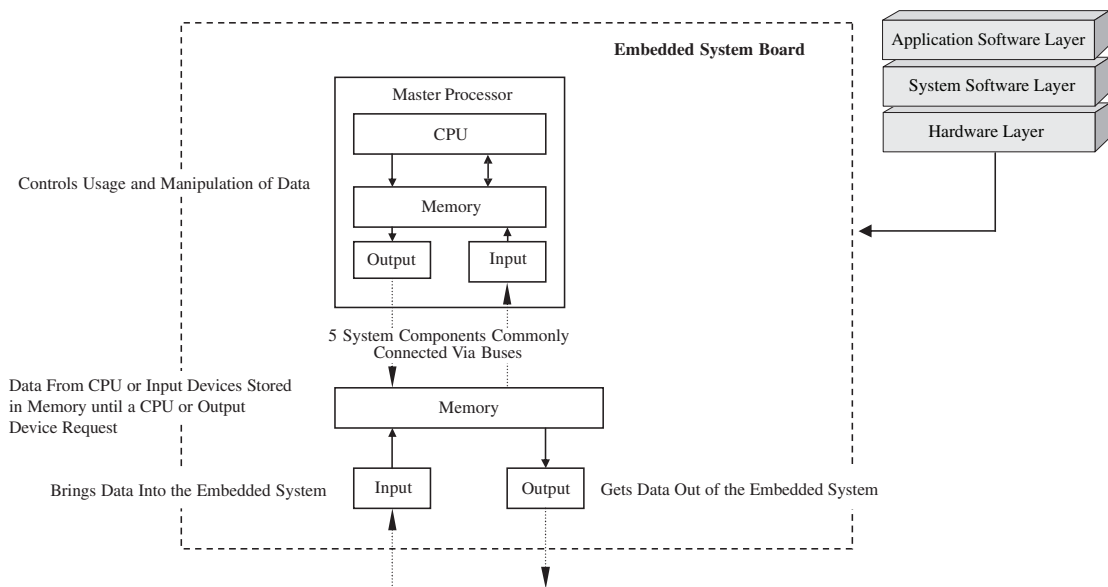 Embedded System Board
Application Software Layer
System Software Layer
Hardware Layer
Master Processor
CPU
Controls Usage and Manipulation of Data
Memory
Output
Input
5 System Components Commonly
Connected Via Buses
Data From CPU or Input Devices Stored
in Memory until a CPU or Output
Device Request
Memory
Brings Data Into the Embedded System
Input
Output
Gets Data Out of the Embedded System